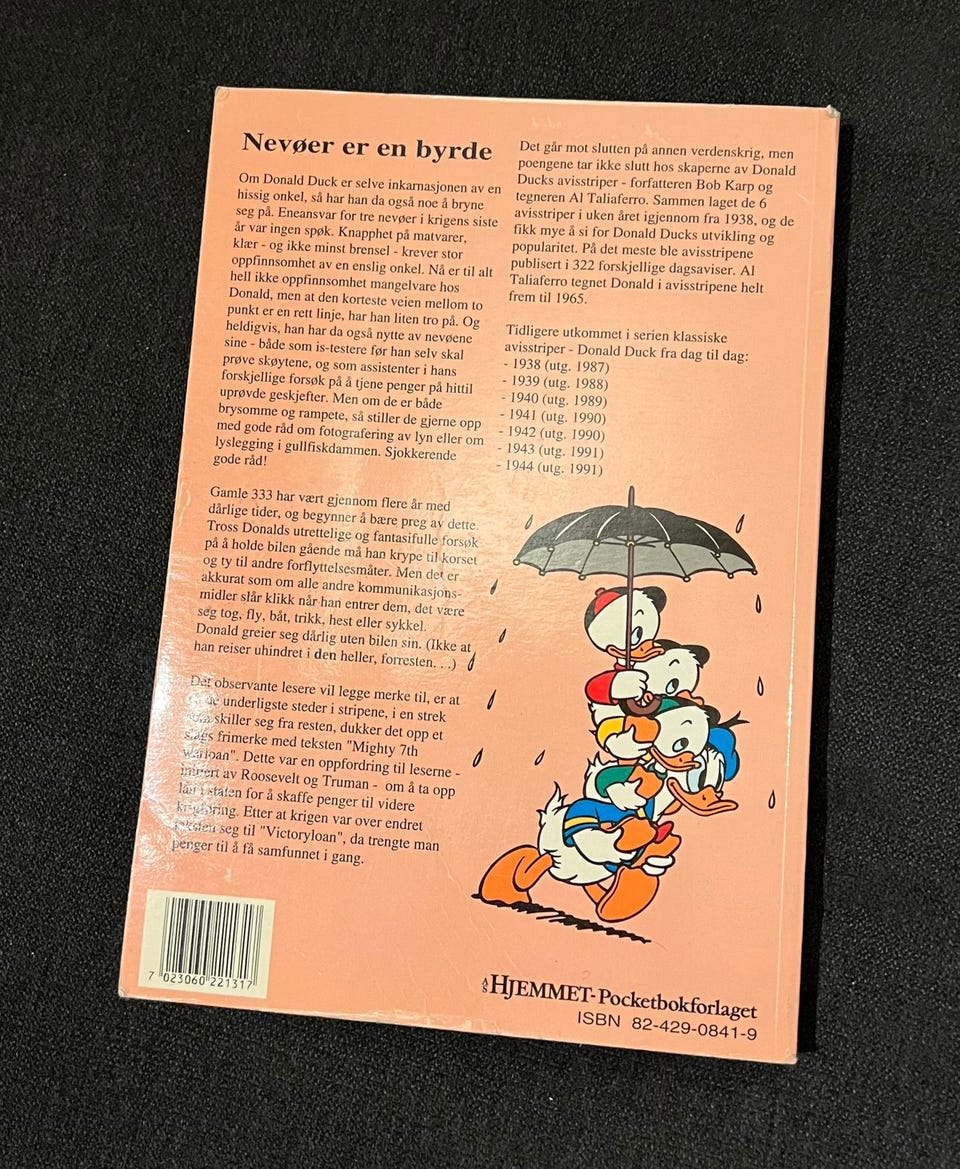 Nevøer er en byrde
Om Donald Duck er selve inkarnasjonen av en
hissig onkel, så har han da også noe å bryne
seg på. Eneansvar for tre nevøer i krigens siste
år var ingen spøk. Knapphet på matvarer,
klær - og ikke minst brensel - krever stor
oppfinnsomhet av en enslig onkel. Nå er til alt
hell ikke oppfinnsomhet mangelvare hos
Donald, men at den korteste veien mellom to
punkt er en rett linje, har han liten tro på. Og
heldigvis, han har da også nytte av nevøene
sine - både som is-testere før han selv skal
prøve skøytene, og som assistenter i hans
forskjellige forsøk på å tjene penger på hittil
uprøvde geskjefter. Men om de er både
brysomme og rampete, så stiller de gjerne opp
med gode råd om fotografering av lyn eller om
lyslegging i gullfiskdammen. Sjokkerende
gode råd!
Gamle 333 har vært gjennom flere år med
dårlige tider, og begynner å bære preg av dette.
Tross Donalds utrettelige og fantasifulle forsøk
på å holde bilen gående må han krype til korset
og ty til andre forflyttelsesmåter. Men det er
akkurat som om alle andre kommunikasjons-
midler slår klikk når han entrer dem, det være
seg tog, fly, båt, trikk, hest eller sykkel.
Donald greier seg dårlig uten bilen sin. (Ikke at
han reiser uhindret i den heller, forresten. . .)
Det observante lesere vil legge merke til, er at
på de underligste steder i stripene, i en strek
som skiller seg fra resten, dukker det opp et
slags frimerke med teksten "Mighty 7th
warloan". Dette var en oppfordring til leserne -
initiert av Roosevelt og Truman - om å ta opp
lån i staten for å skaffe penger til videre
krigføring. Etter at krigen var over endret
teksten seg til "Victoryloan", da trengte man
penger til å få samfunnet i gang.
Det går mot slutten på annen verdenskrig, men
poengene tar ikke slutt hos skaperne av Donald
Ducks avisstriper - forfatteren Bob Karp og
tegneren Al Taliaferro. Sammen laget de 6
avisstriper i uken året igjennom fra 1938, og de
fikk mye å si for Donald Ducks utvikling og
popularitet. På det meste ble avisstripene
publisert i 322 forskjellige dagsaviser. Al
Taliaferro tegnet Donald i avisstripene helt
frem til 1965.
Tidligere utkommet i serien klassiske
avisstriper - Donald Duck fra dag til dag:
- 1938 (utg. 1987)
- 1939 (utg. 1988)
- 1940 (utg. 1989)
- 1941 (utg. 1990)
- 1942 (utg. 1990)
- 1943 (utg. 1991)
- 1944 (utg. 1991)
7 023060 221317
A/S HJEMMET-Pocketbokforlaget
ISBN 82-429-0841-9